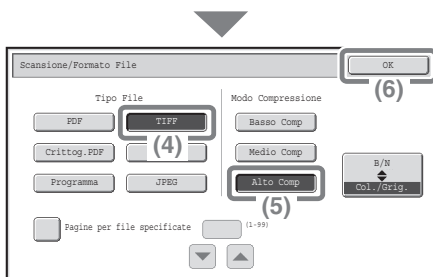 Scansione/Formato File
OK
(6)
Tipo File
Modo Compressione
PDF
TIFF
Basso Comp
(4)
Crittog.PDF
Medio Comp
B/N
Programma
JPEG
Alto Comp
Col./Grig.
(5)
Pagine per file specificate
(1-99)